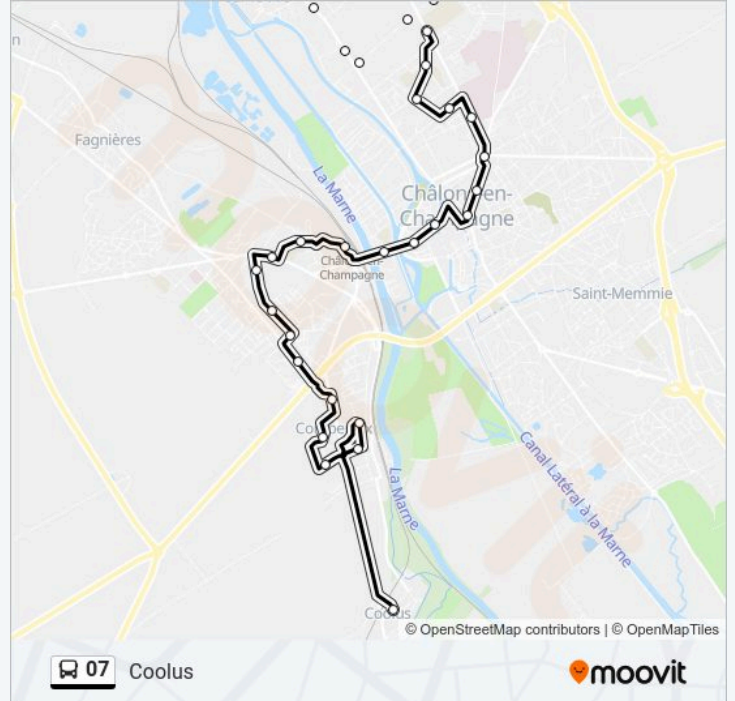 Fagnières
La Marne
Châlons-en-
Champagne
Châlons-en-
Champagne
Saint-Memmie
Compertrix
La Marne
Canal Latéral à la Marne
Coolus
© OpenStreetMap contributors | © OpenMapTiles
07 Coolus
moovit